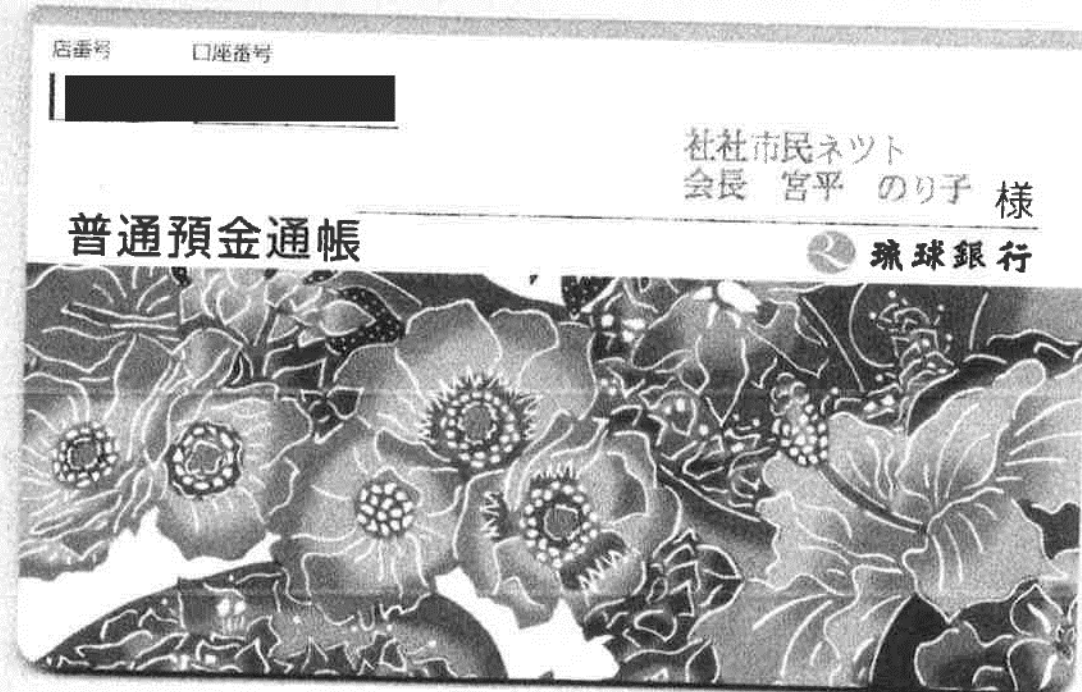 店番号 口座番号
社社市民ネツト
会長 宮平 のり子 様
普通預金通帳
琉球銀行